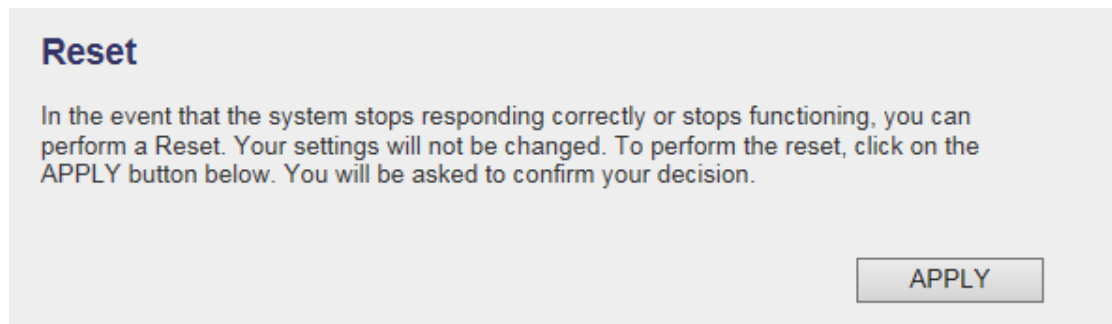 Reset
In the event that the system stops responding correctly or stops functioning, you can
perform a Reset. Your settings will not be changed. To perform the reset, click on the
APPLY button below. You will be asked to confirm your decision.
APPLY